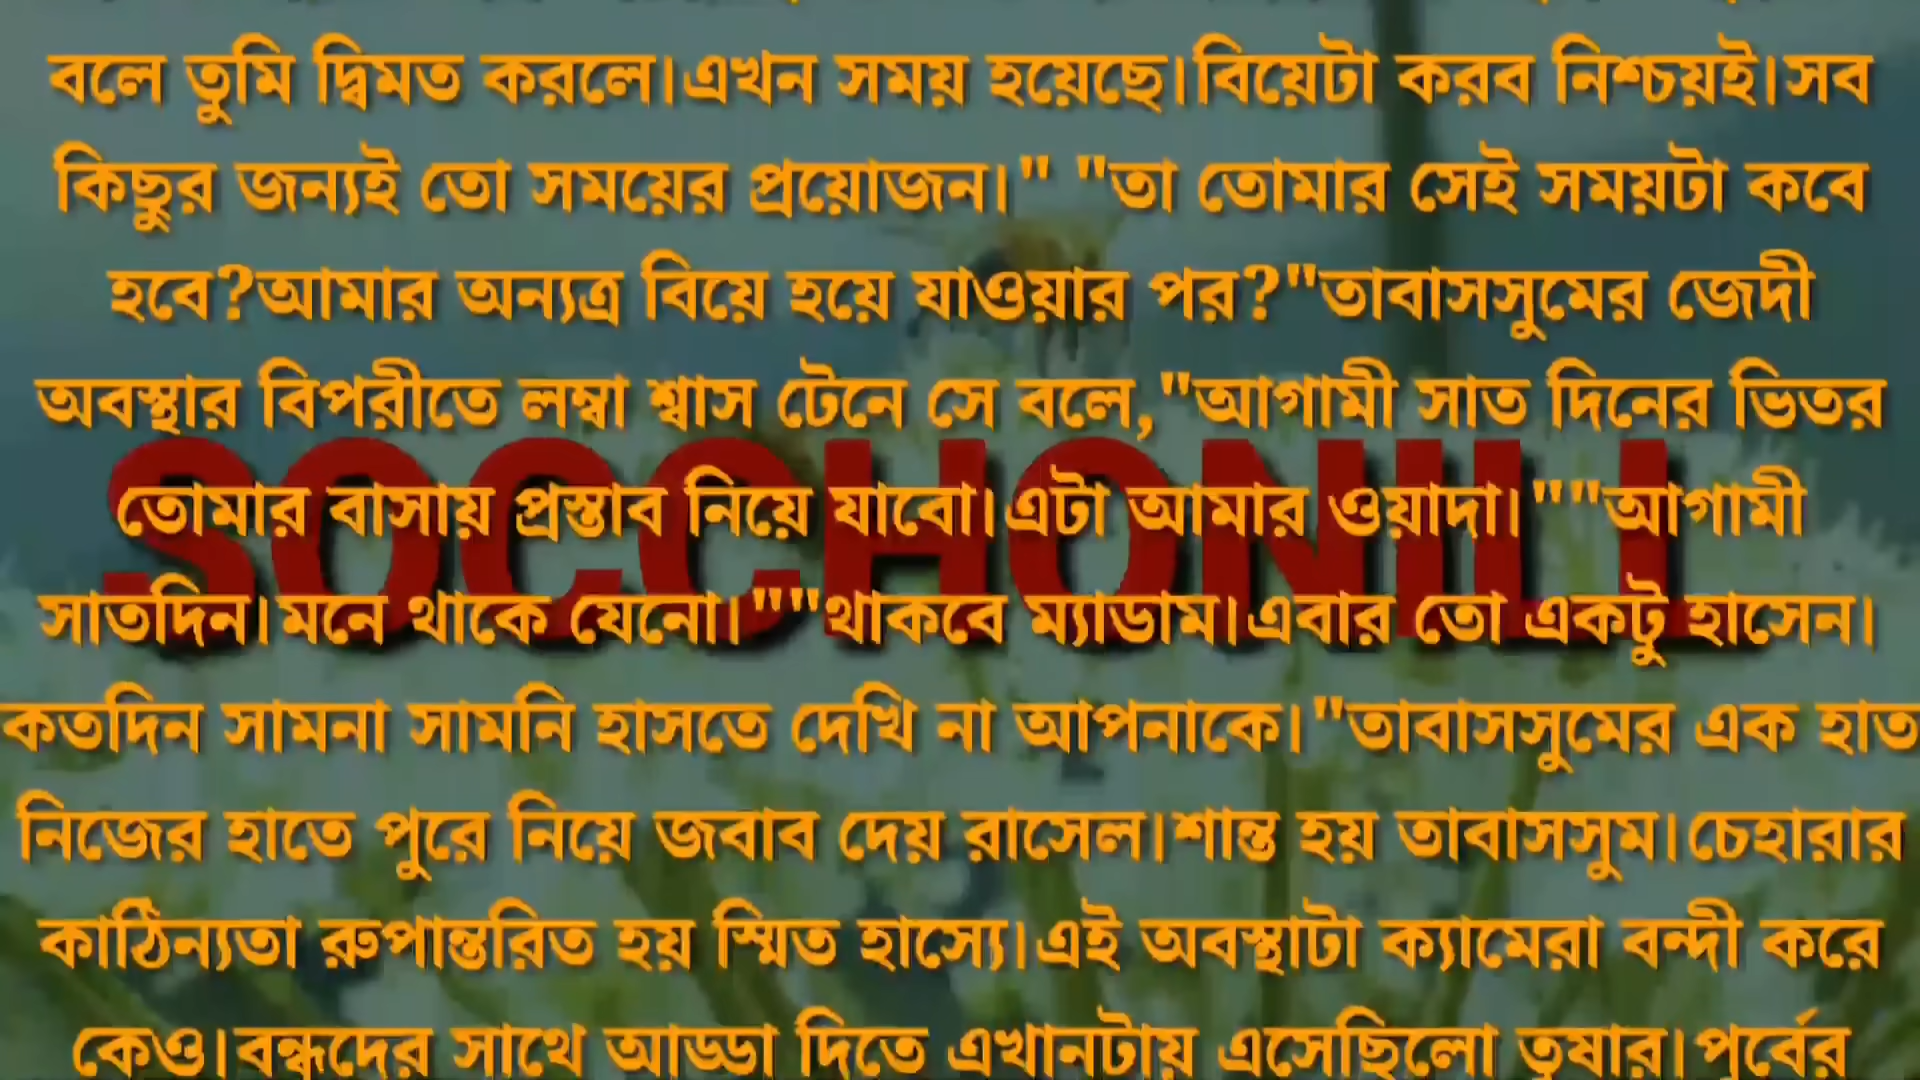 বলে তুমি দ্বিমত করলে।এখন সময় হয়েছে।বিয়েটা করব নিশ্চয়ই।সব
কিছুর জন্যই তো সময়ের প্রয়োজন।" "তা তোমার সেই সময়টা কবে
হবে?আমার অন্যত্র বিয়ে হয়ে যাওয়ার পর?"তাবাসসুমের জেদী
অবস্থার বিপরীতে লম্বা শ্বাস টেনে সে বলে,"আগামী সাত দিনের ভিতর
SOCCHONILL
তোমার বাসায় প্রস্তাব নিয়ে যাবো।এটা আমার ওয়াদা।""আগামী
সাতদিন।মনে থাকে যেনো।""থাকবে ম্যাডাম।এবার তো একটু হাসেন।
কতদিন সামনা সামনি হাসতে দেখি না আপনাকে।"তাবাসসুমের এক হাত
নিজের হাতে পুরে নিয়ে জবাব দেয় রাসেল।শান্ত হয় তাবাসসুম।চেহারার
কাঠিন্যতা রুপান্তরিত হয় স্মিত হাস্যে।এই অবস্থাটা ক্যামেরা বন্দী করে
কেও।বন্ধদের সাথে আড্ডা দিতে এখানটায় এসেছিলো তৃষার।পূর্বের